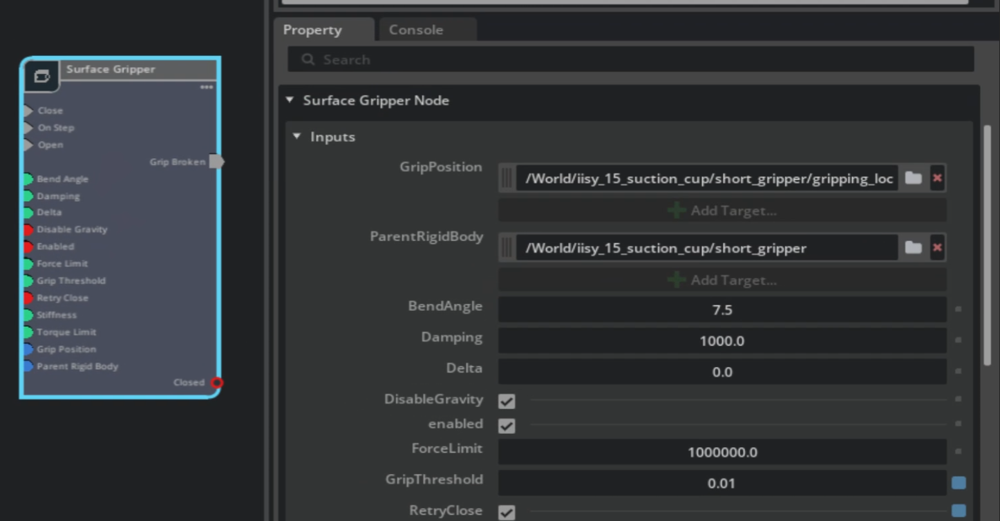 Surface Gripper
Close
On Step
Open
Grip Broken
Bend Angle
Damping
Delta
Disable Gravity
Enabled
Force Limit
Grip Threshold
Retry Close
Stiffness
Torque Limit
Grip Position
Parent Rigid Body
Closed
Property Console
Search
Surface Gripper Node
Inputs
GripPosition /World/iisy_15_suction_cup/short_gripper/gripping_loc
Add Target...
ParentRigidBody /World/iisy_15_suction_cup/short_gripper
Add Target...
BendAngle 7.5
Damping 1000.0
Delta 0.0
DisableGravity
enabled
ForceLimit 1000000.0
GripThreshold 0.01
RetryClose